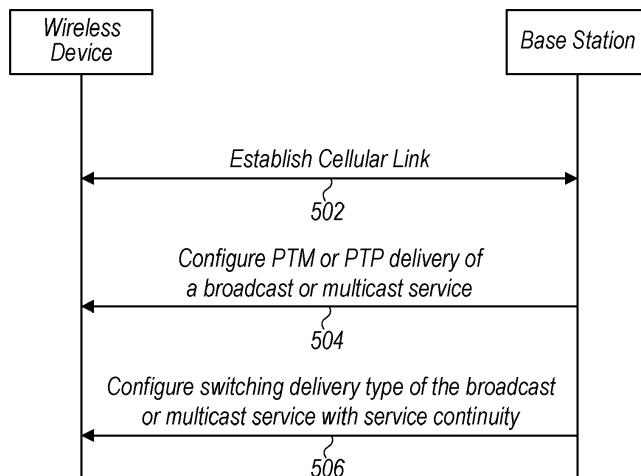 Wireless
Device
Base Station
Establish Cellular Link
502
Configure PTM or PTP delivery of
a broadcast or multicast service
504
Configure switching delivery type of the broadcast
or multicast service with service continuity
506